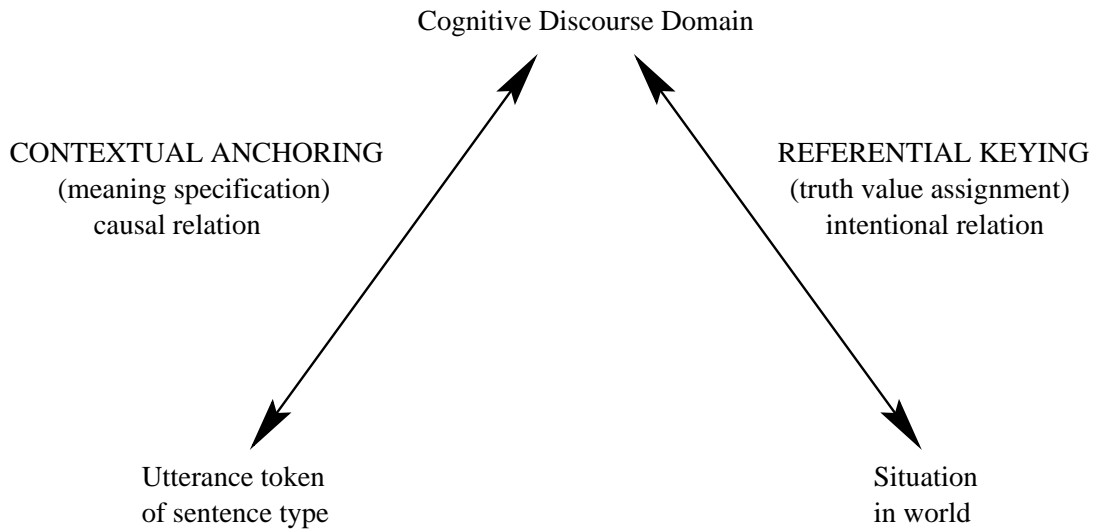 Cognitive Discourse Domain
CONTEXTUAL ANCHORING
(meaning specification)
causal relation
REFERENTIAL KEYING
(truth value assignment)
intentional relation
Utterance token
of sentence type
Situation
in world